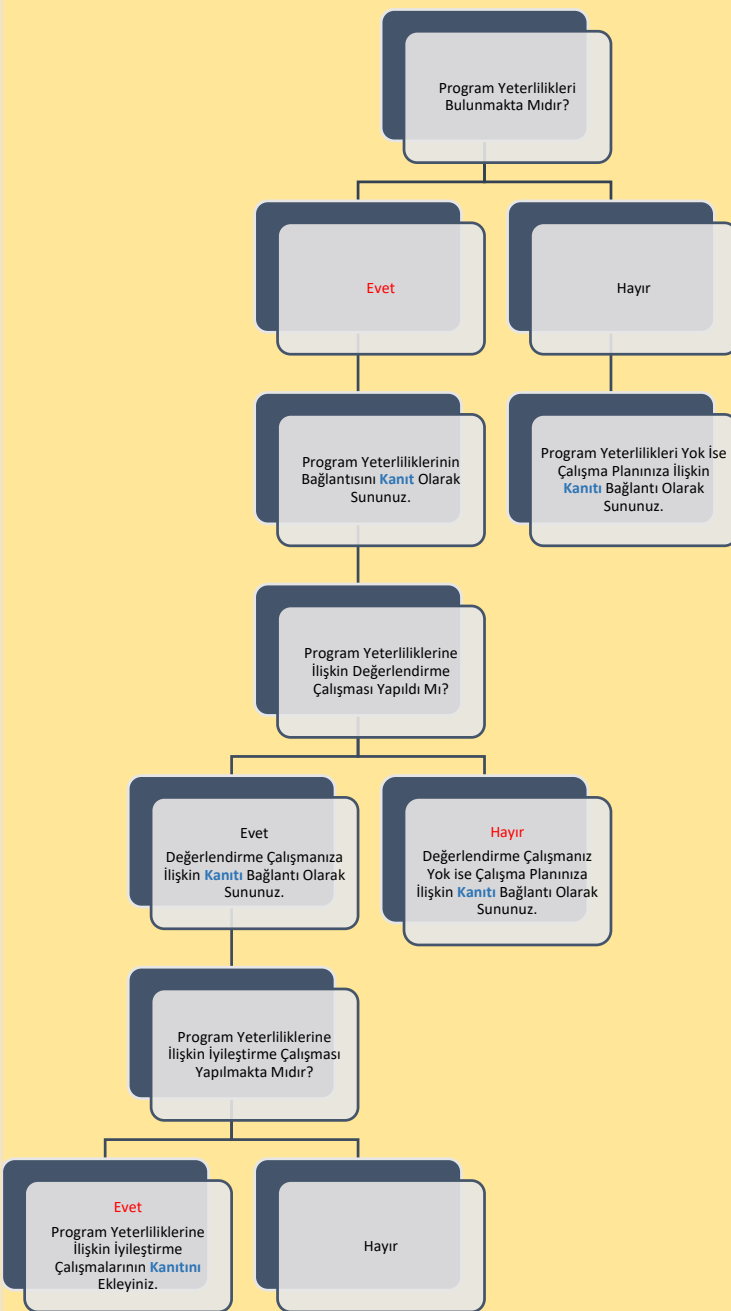 Program Yeterlilikleri
Bulunmakta Mıdır?
Evet
Hayır
Program Yeterliliklerinin
Bağlantısını Kanıt Olarak
Sununuz.
Program Yeterlilikleri Yok İse
Çalışma Planınıza İlişkin
Kanıtı Bağlantı Olarak
Sununuz.
Program Yeterliliklerine
İlişkin Değerlendirme
Çalışması Yapıldı Mı?
Evet
Değerlendirme Çalışmanıza
İlişkin Kanıtı Bağlantı Olarak
Sununuz.
Hayır
Değerlendirme Çalışmanız
Yok ise Çalışma Planınıza
İlişkin Kanıtı Bağlantı Olarak
Sununuz.
Program Yeterliliklerine
İlişkin İyileştirme Çalışması
Yapılmakta Mıdır?
Evet
Program Yeterliliklerine
İlişkin İyileştirme
Çalışmalarının Kanıtını
Ekleyiniz.
Hayır